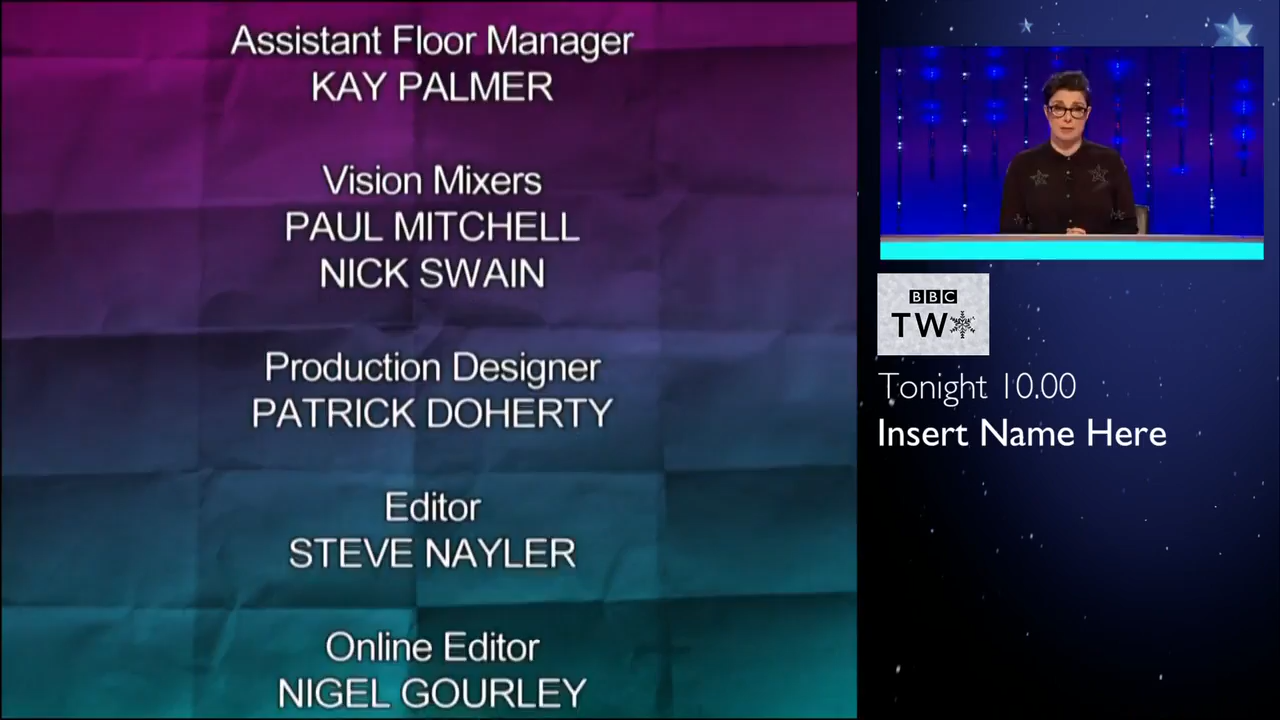 Assistant Floor Manager
KAY PALMER
Vision Mixers
PAUL MITCHELL
NICK SWAIN
Production Designer
PATRICK DOHERTY
Editor
STEVE NAYLER
Online Editor
NIGEL GOURLEY
BBC
TW
Tonight 10.00
Insert Name Here